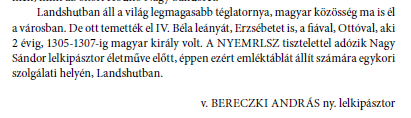 Landshutban áll a világ legmagasabb téglatornya, magyar közösség ma is él
a városban. De ott temették el IV. Béla leányát, Erzsébetet is, a fiával, Ottóval, aki
2 évig, 1305-1307-ig magyar király volt. A NYEMRLSZ tisztelettel adózik Nagy
Sándor lelkipásztor életműve előtt, éppen ezért emléktáblát állít számára egykori
szolgálati helyén, Landshutban.
v. BERECZKI ANDRÁS ny. lelkipásztor